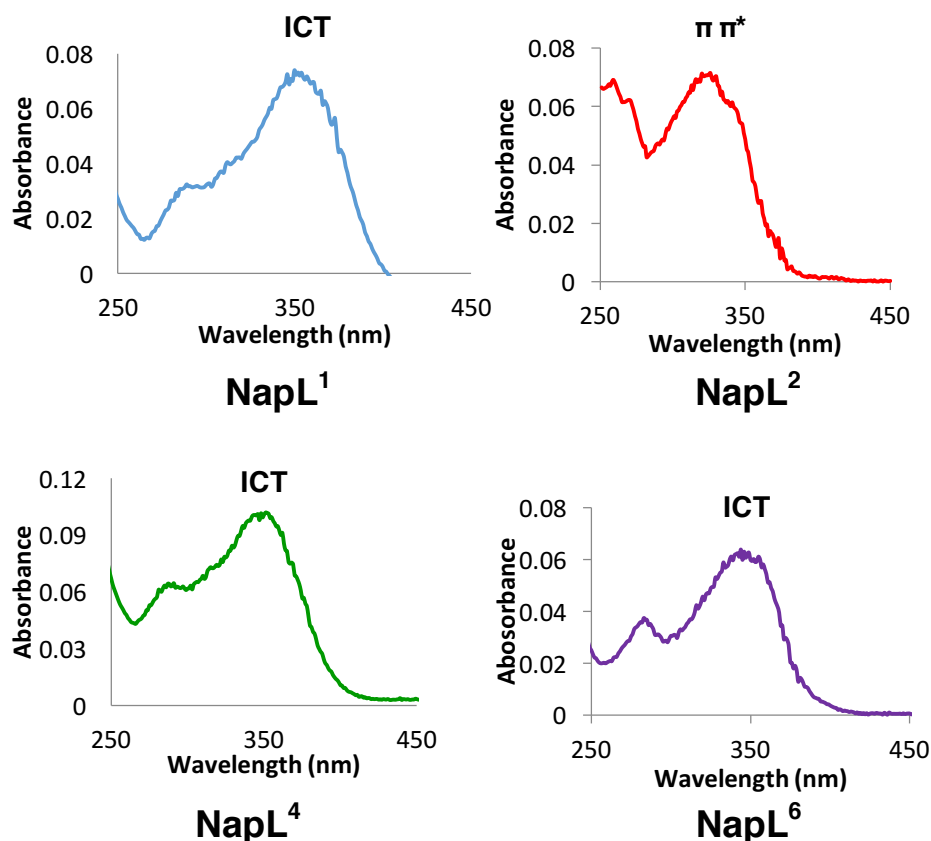 ICT
0.08
0.06
0.04
0.02
0
Absorbance
250
350
450
Wavelength (nm)
NapL¹
π π*
0.08
0.06
0.04
0.02
0
Absorbance
250
350
450
Wavelength (nm)
NapL²
ICT
0.12
0.09
0.06
0.03
0
Absorbance
250
350
450
Wavelength (nm)
NapL⁴
ICT
0.08
0.06
0.04
0.02
0
Abosorbance
250
350
450
Wavelength (nm)
NapL⁶